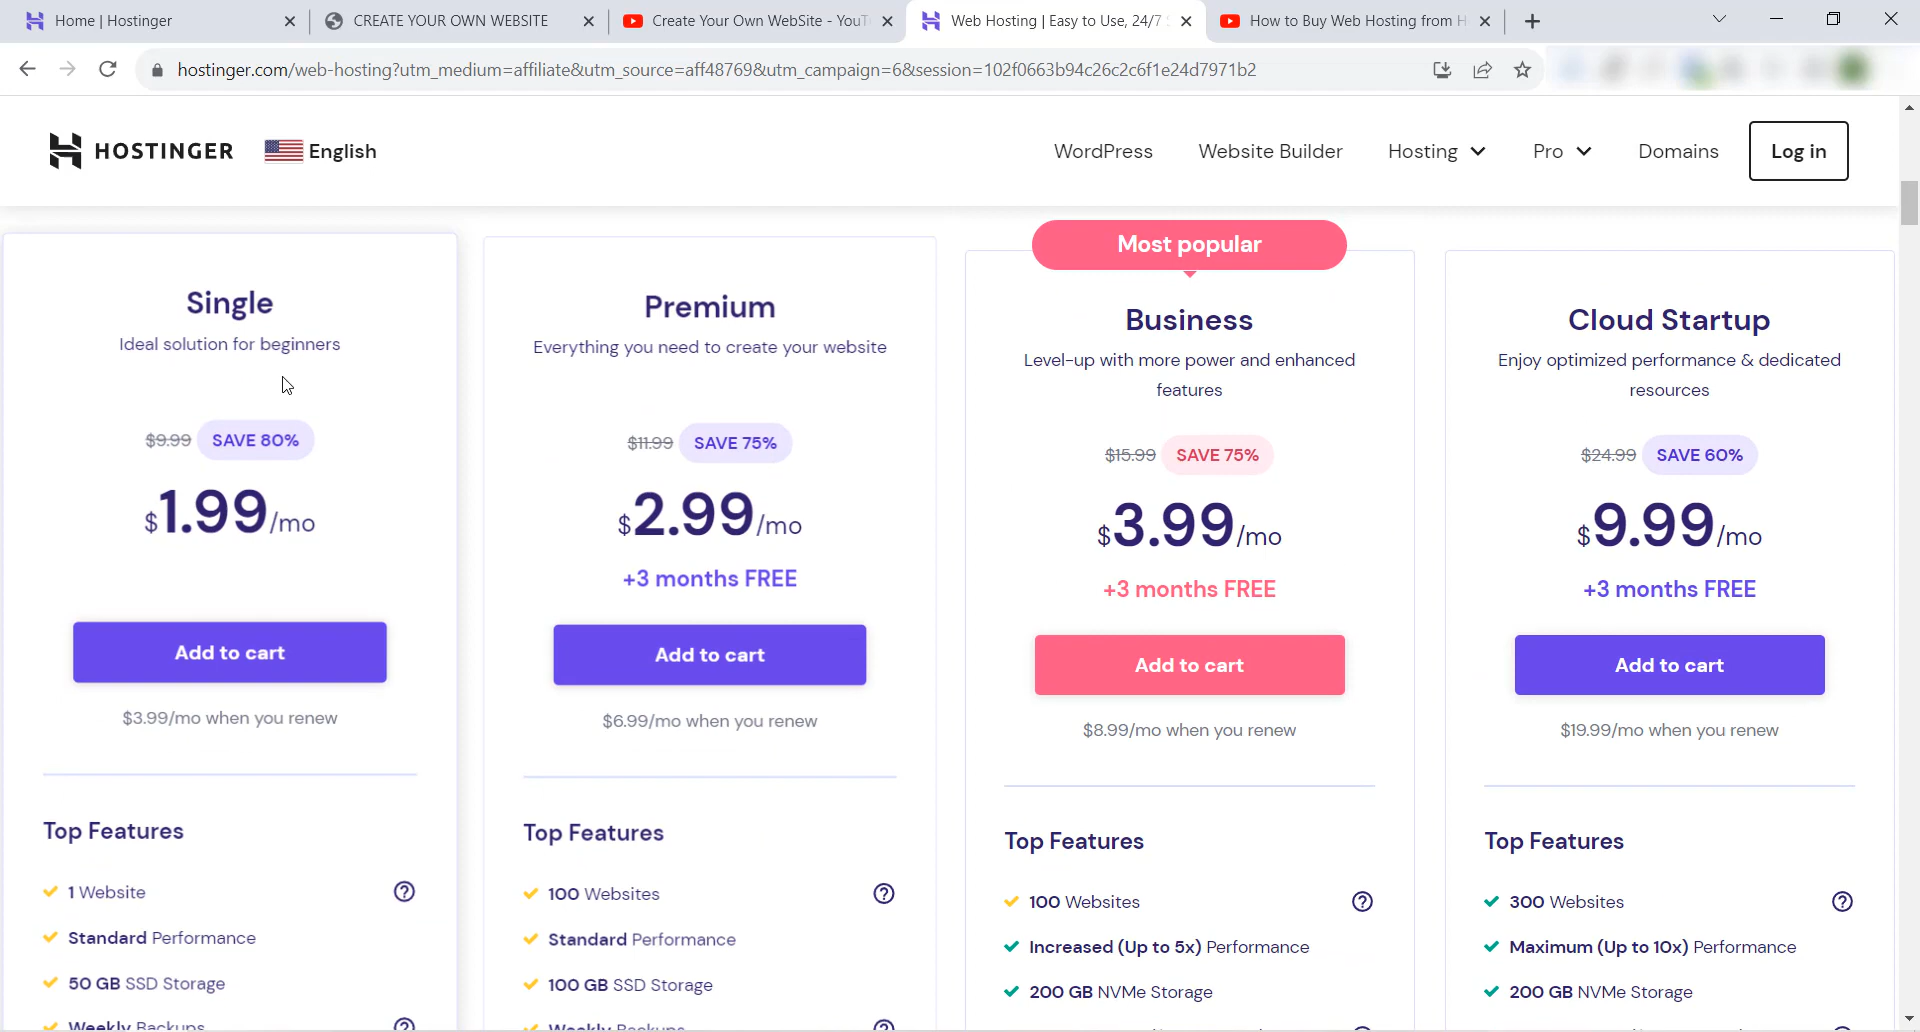 Home | Hostinger
CREATE YOUR OWN WEBSITE
Create Your Own WebSite - YouT
Web Hosting | Easy to Use, 24/7
How to Buy Web Hosting from H
hostinger.com/web-hosting?utm_medium=affiliate&utm_source=aff48769&utm_campaign=6&session=102f0663b94c26c2c6f1e24d7971b2
HOSTINGER
English
WordPress
Website Builder
Hosting
Pro
Domains
Log in
Single
Ideal solution for beginners
$9.99 SAVE 80%
$1.99/mo
Add to cart
$3.99/mo when you renew
Top Features
1 Website
Standard Performance
50 GB SSD Storage
Weekly Backups
Premium
Everything you need to create your website
$11.99 SAVE 75%
$2.99/mo
+3 months FREE
Add to cart
$6.99/mo when you renew
Top Features
100 Websites
Standard Performance
100 GB SSD Storage
Weekly Backups
Most popular
Business
Level-up with more power and enhanced
features
$15.99 SAVE 75%
$3.99/mo
+3 months FREE
Add to cart
$8.99/mo when you renew
Top Features
100 Websites
Increased (Up to 5x) Performance
200 GB NVMe Storage
Cloud Startup
Enjoy optimized performance & dedicated
resources
$24.99 SAVE 60%
$9.99/mo
+3 months FREE
Add to cart
$19.99/mo when you renew
Top Features
300 Websites
Maximum (Up to 10x) Performance
200 GB NVMe Storage